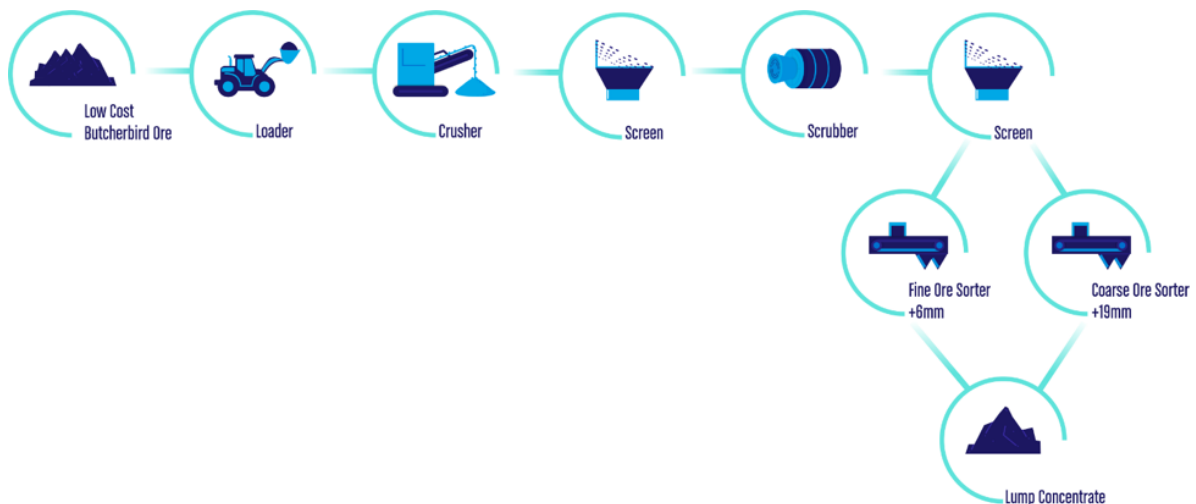 Low Cost
Butcherbird Ore
Loader
Crusher
Screen
Scrubber
Screen
Fine Ore Sorter
+6mm
Coarse Ore Sorter
+19mm
Lump Concentrate